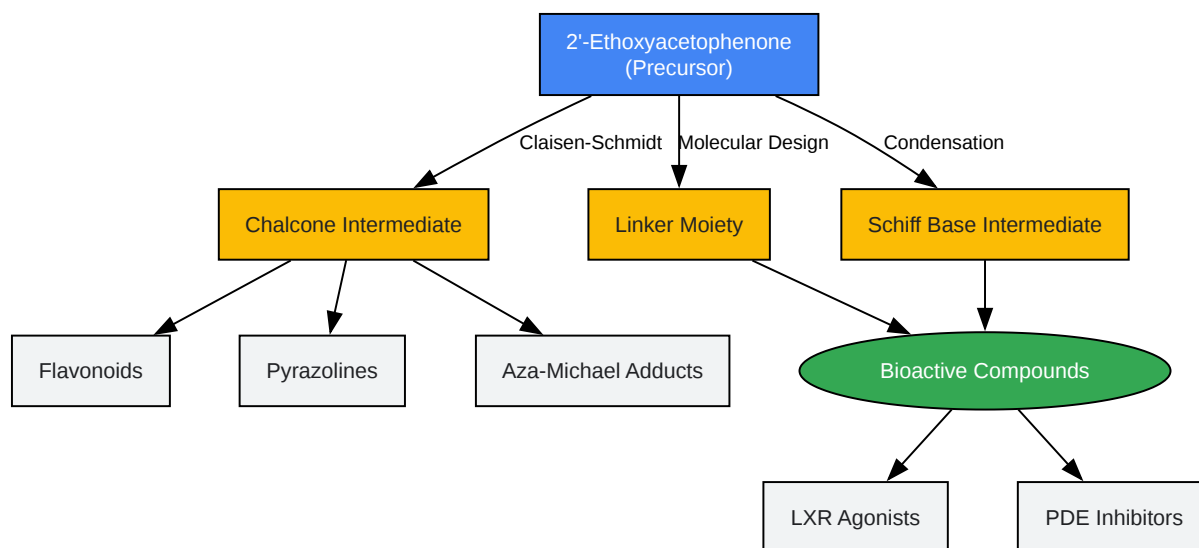 2'-Ethoxyacetophenone
(Precursor)
Claisen-Schmidt
Molecular Design
Condensation
Chalcone Intermediate
Linker Moiety
Schiff Base Intermediate
Flavonoids
Pyrazolines
Aza-Michael Adducts
Bioactive Compounds
LXR Agonists
PDE Inhibitors